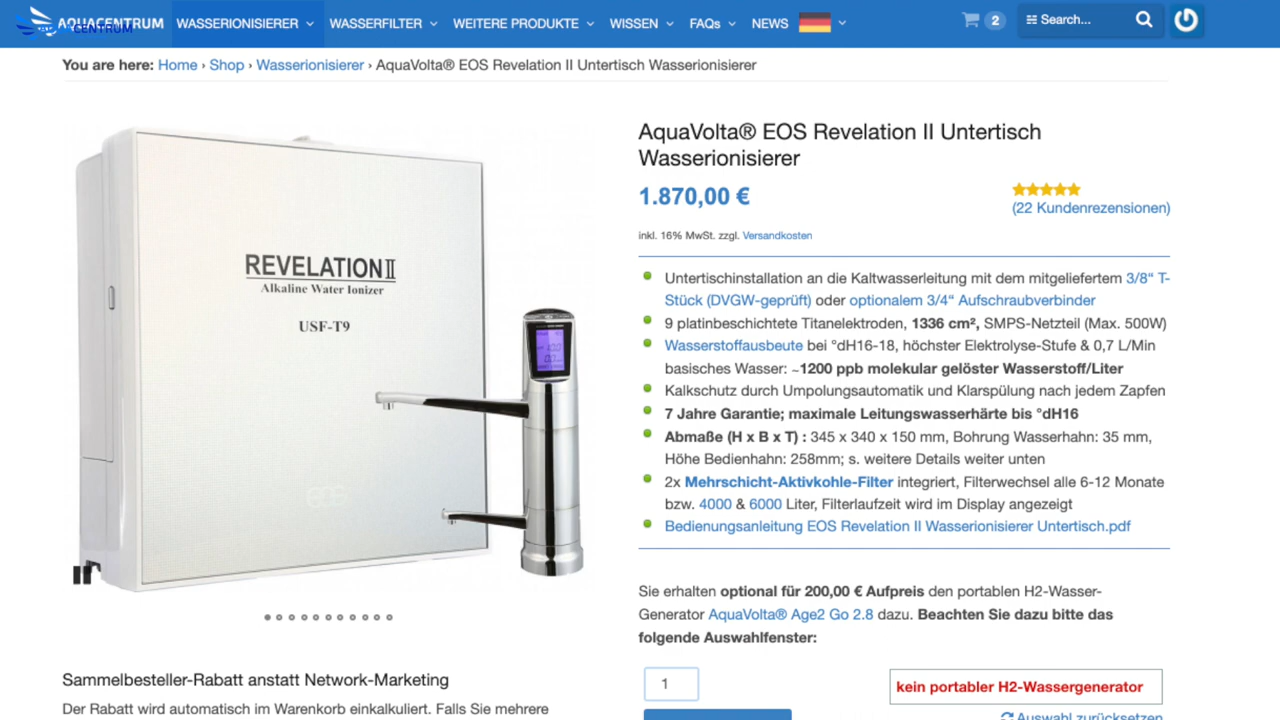 AQUACENTRUM
WASSERIONISIERER WASSERFILTER WEITERE PRODUKTE WISSEN FAQs NEWS 2 Search...
You are here: Home › Shop › Wasserionisierer › AquaVolta® EOS Revelation II Untertisch Wasserionisierer
REVELATION II
Alkaline Water Ionizer
USF-T9
eos
AquaVolta® EOS Revelation II Untertisch
Wasserionisierer
1.870,00 €
(22 Kundenrezensionen)
inkl. 16% MwSt. zzgl. Versandkosten
Untertischinstallation an die Kaltwasserleitung mit dem mitgeliefertem 3/8“ T-
Stück (DVGW-geprüft) oder optionalem 3/4“ Aufschraubverbinder
9 platinbeschichtete Titanelektroden, 1336 cm², SMPS-Netzteil (Max. 500W)
Wasserstoffausbeute bei °dH16-18, höchster Elektrolyse-Stufe & 0,7 L/Min
basisches Wasser: ~1200 ppb molekular gelöster Wasserstoff/Liter
Kalkschutz durch Umpolungsautomatik und Klarspülung nach jedem Zapfen
7 Jahre Garantie; maximale Leitungswasserhärte bis °dH16
Abmaße (H x B x T) : 345 x 340 x 150 mm, Bohrung Wasserhahn: 35 mm,
Höhe Bedienhahn: 258mm; s. weitere Details weiter unten
2x Mehrschicht-Aktivkohle-Filter integriert, Filterwechsel alle 6-12 Monate
bzw. 4000 & 6000 Liter, Filterlaufzeit wird im Display angezeigt
Bedienungsanleitung EOS Revelation II Wasserionisierer Untertisch.pdf
Sie erhalten optional für 200,00 € Aufpreis den portablen H2-Wasser-
Generator AquaVolta® Age2 Go 2.8 dazu. Beachten Sie dazu bitte das
folgende Auswahlfenster:
1
kein portabler H2-Wassergenerator
Auswahl zurücksetzen
Sammelbesteller-Rabatt anstatt Network-Marketing
Der Rabatt wird automatisch im Warenkorb einkalkuliert. Falls Sie mehrere